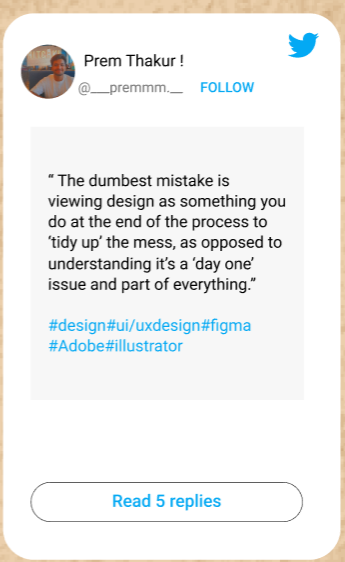 Prem Thakur !
@___premmm.__ FOLLOW
“ The dumbest mistake is
viewing design as something you
do at the end of the process to
‘tidy up’ the mess, as opposed to
understanding it’s a ‘day one’
issue and part of everything.”
#design#ui/uxdesign#figma
#Adobe#illustrator
Read 5 replies